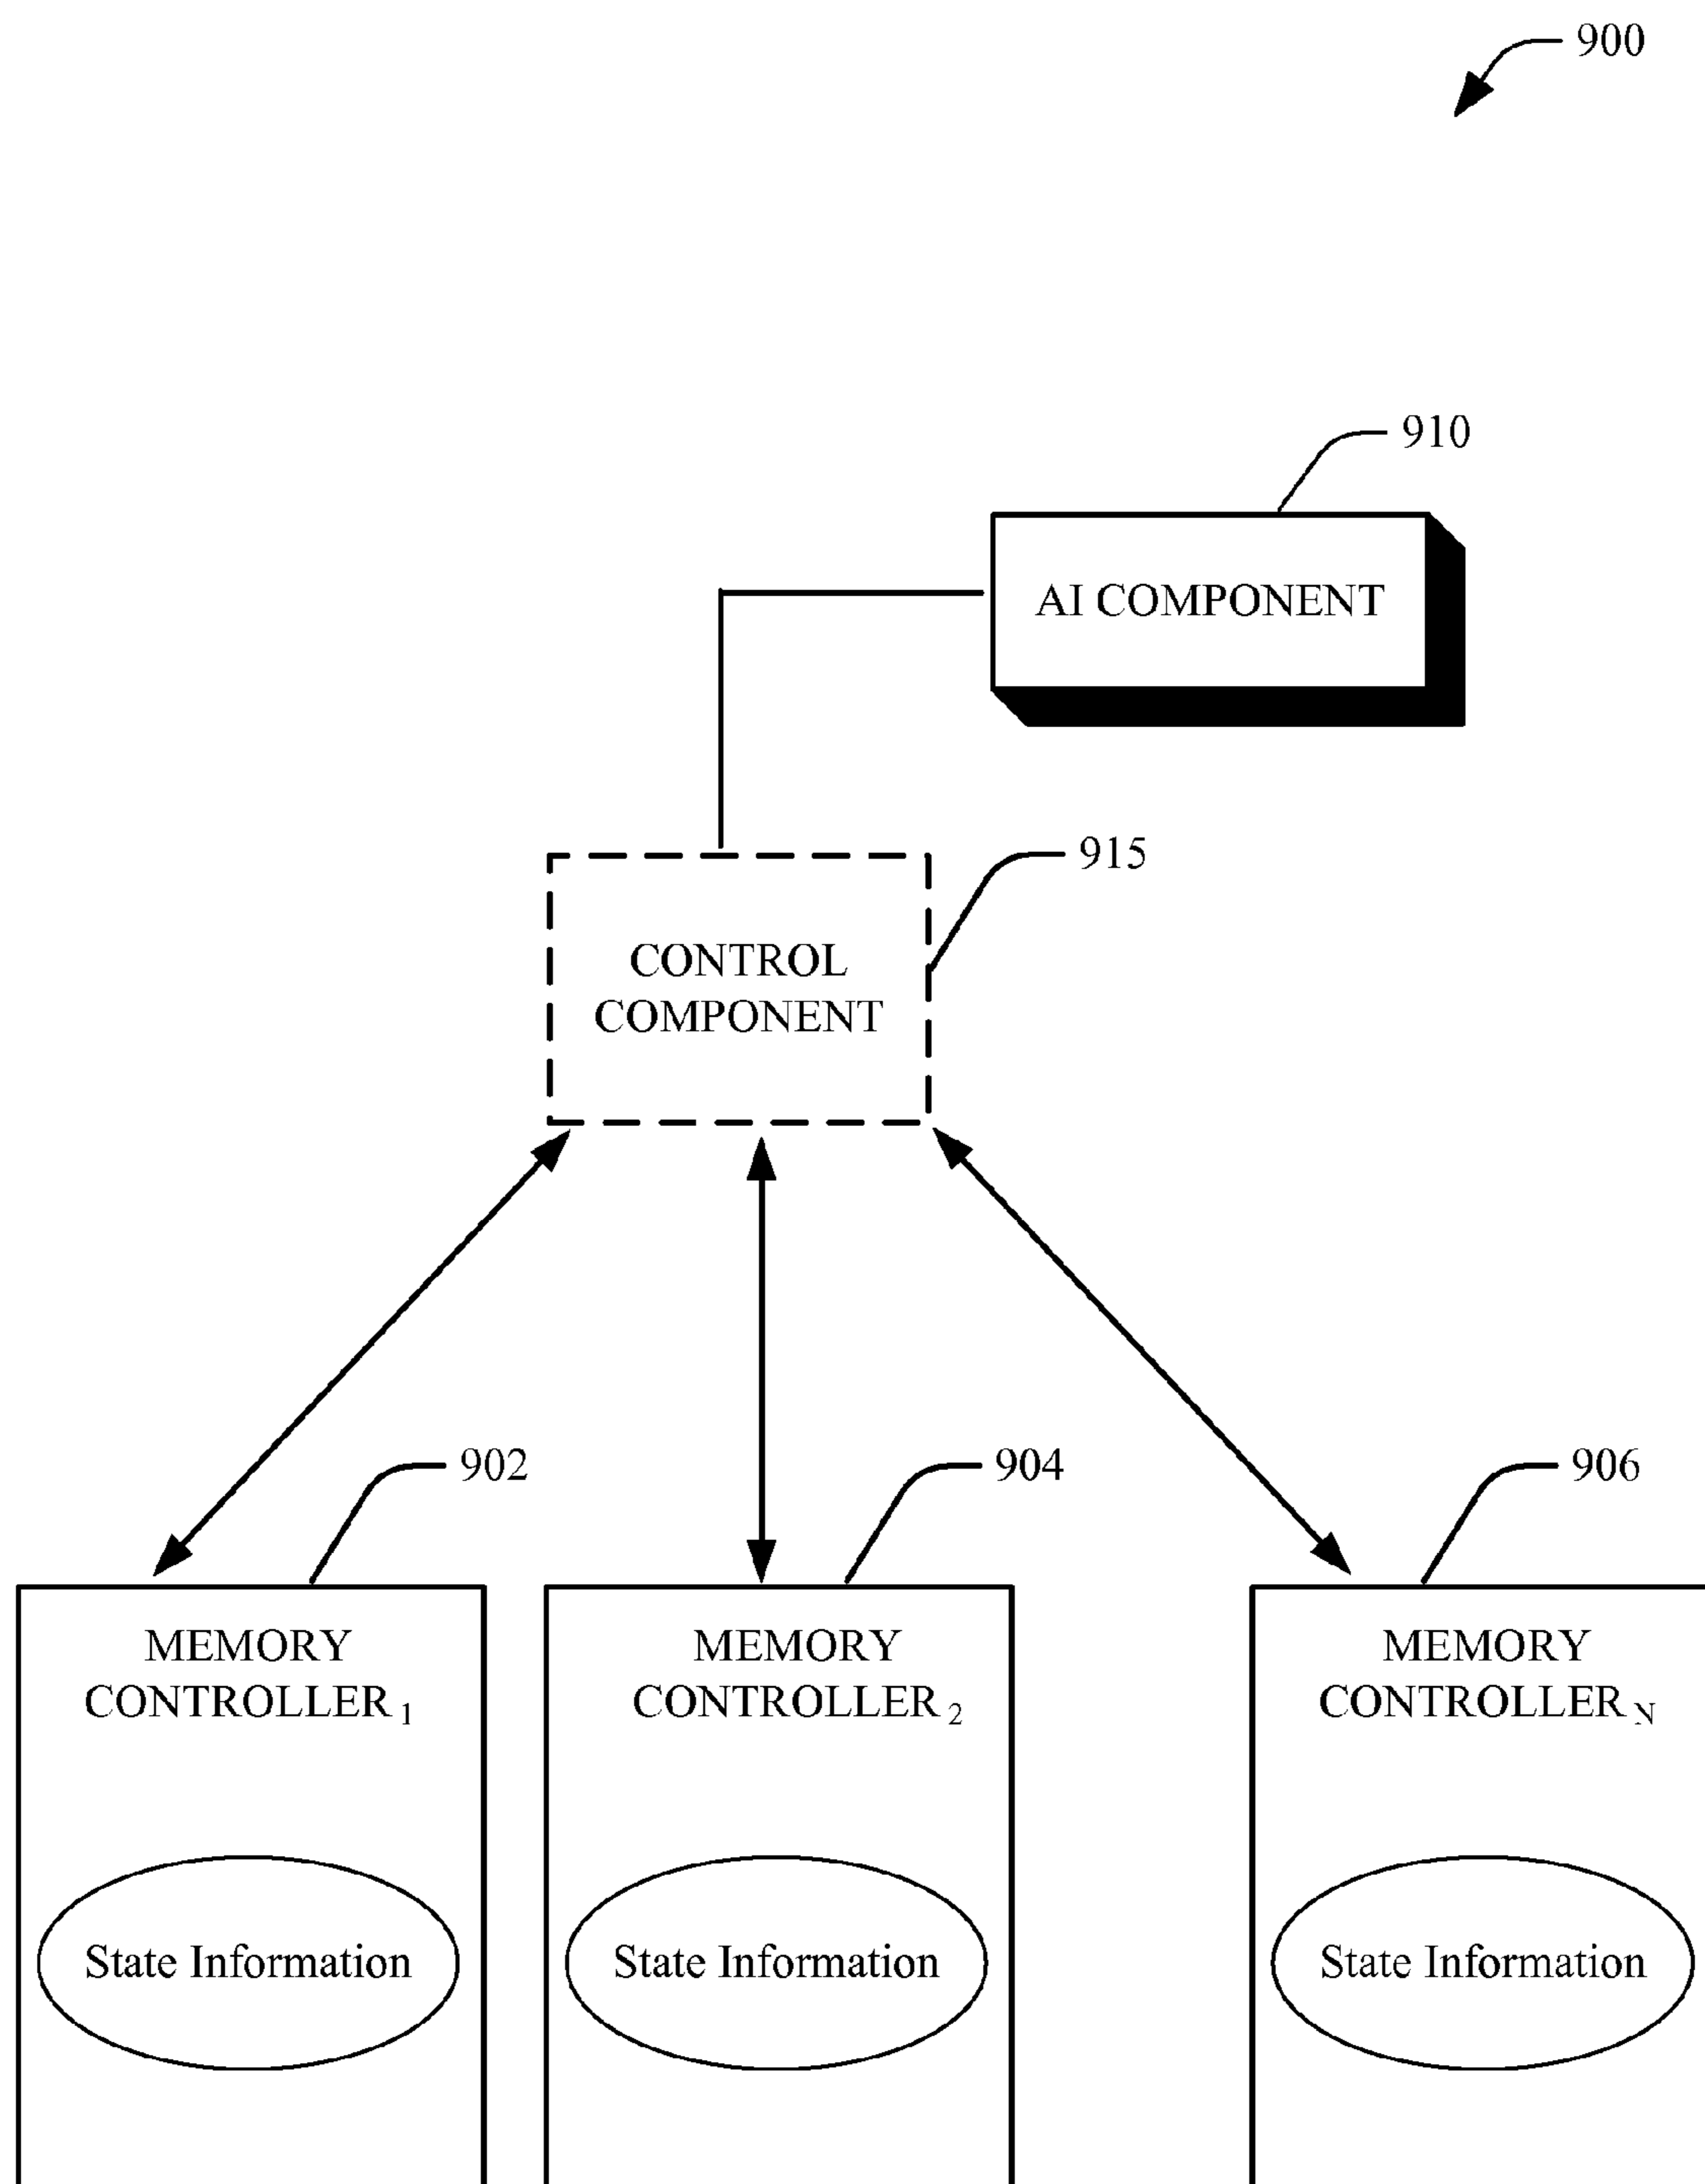 900
910
AI COMPONENT
915
CONTROL
COMPONENT
902
904
906
MEMORY
CONTROLLER 1
MEMORY
CONTROLLER 2
MEMORY
CONTROLLER N
State Information
State Information
State Information